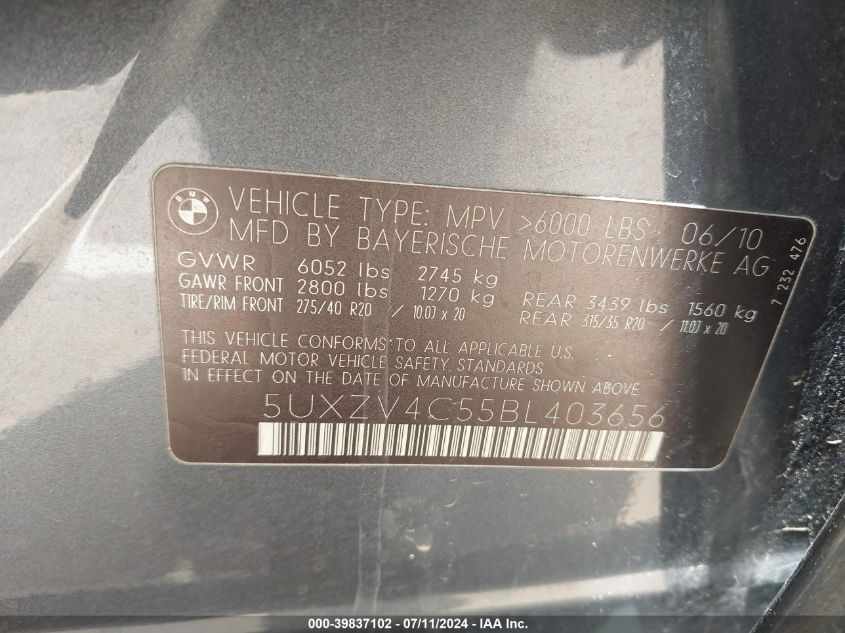 BMW
VEHICLE TYPE: MPV >6000 LBS 06/10
MFD BY BAYERISCHE MOTORENWERKE AG
GVWR 6052 lbs 2745 kg
GAWR FRONT 2800 lbs 1270 kg REAR 3439 lbs 1560 kg
TIRE/RIM FRONT 275/40 R20 / 10.0J x 20 REAR 315/35 R20 / 11.0J x 20
THIS VEHICLE CONFORMS TO ALL APPLICABLE U.S.
FEDERAL MOTOR VEHICLE SAFETY STANDARDS
IN EFFECT ON THE DATE OF MANUFACTURE SHOWN ABOVE.
5UXZV4C55BL403656
7 232 476
000-39837102 - 07/11/2024 - IAA Inc.